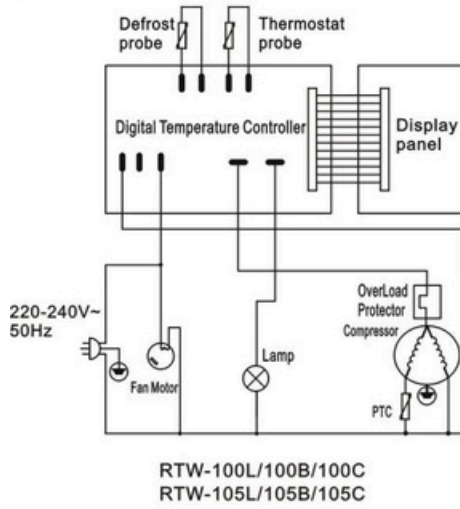 Defrost
probe
Thermostat
probe
Digital Temperature Controller
Display
panel
220-240V~
50Hz
OverLoad
Protector
Compressor
Lamp
Fan Motor
PTC
RTW-100L/100B/100C
RTW-105L/105B/105C